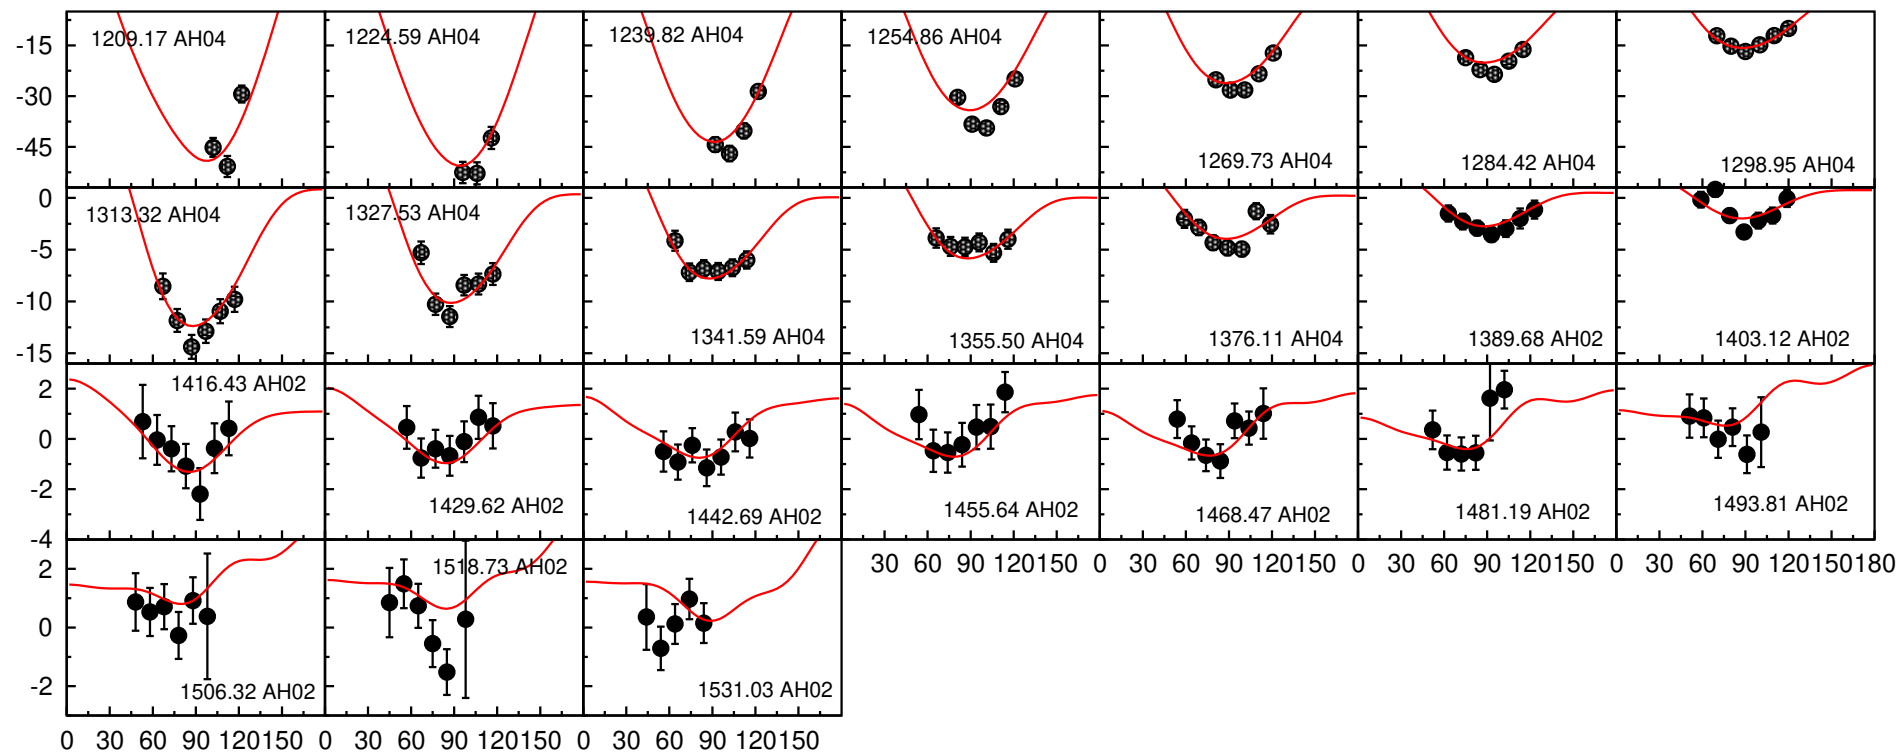 1209.17 AH04
1224.59 AH04
1239.82 AH04
1254.86 AH04
1269.73 AH04
1284.42 AH04
1298.95 AH04
-15
-30
-45
1313.32 AH04
1327.53 AH04
1341.59 AH04
1355.50 AH04
1376.11 AH04
1389.68 AH02
1403.12 AH02
0
-5
-10
-15
1416.43 AH02
1429.62 AH02
1442.69 AH02
1455.64 AH02
1468.47 AH02
1481.19 AH02
1493.81 AH02
2
0
-2
-4
30 60 90 120150 0 30 60 90 120150 0 30 60 90 120150 0 30 60 90 120150180
1506.32 AH02
1518.73 AH02
1531.03 AH02
2
0
-2
0 30 60 90 120150 0 30 60 90 120150 0 30 60 90 120150